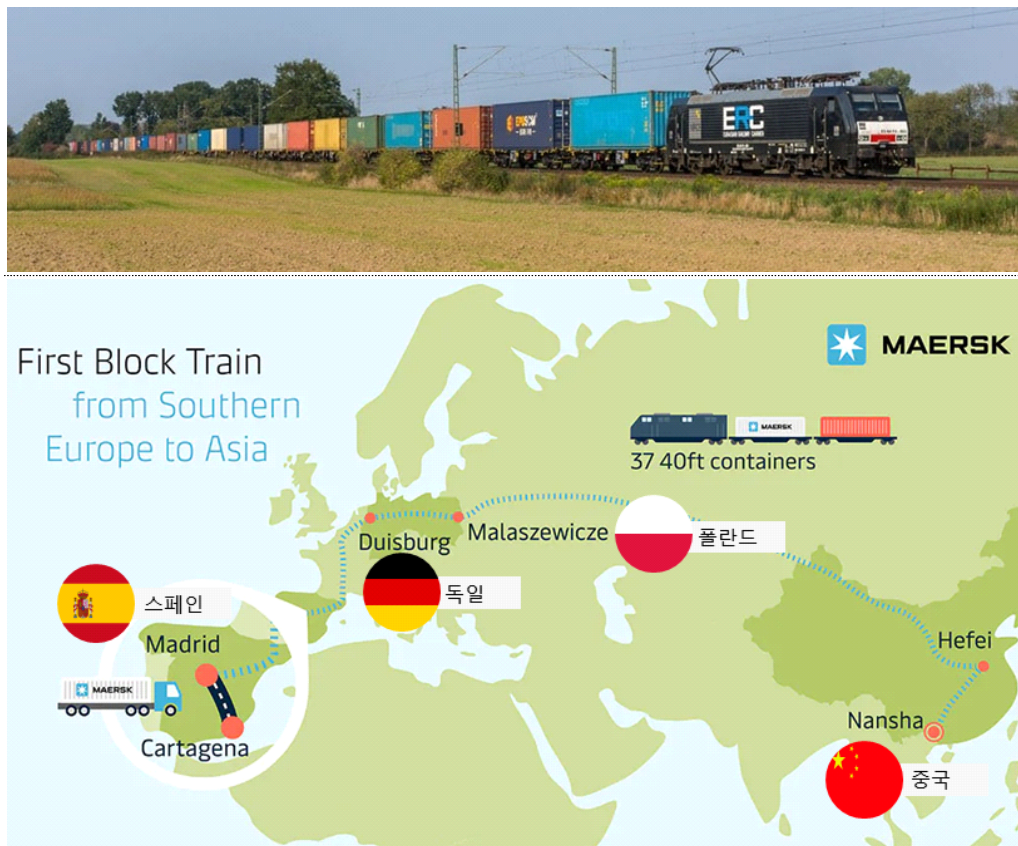 ERC
First Block Train
from Southern
Europe to Asia
MAERSK
MAERSK
37 40ft containers
Duisburg
Malaszewicze
폴란드
독일
스페인
Madrid
MAERSK
Cartagena
Hefei
Nansha
중국